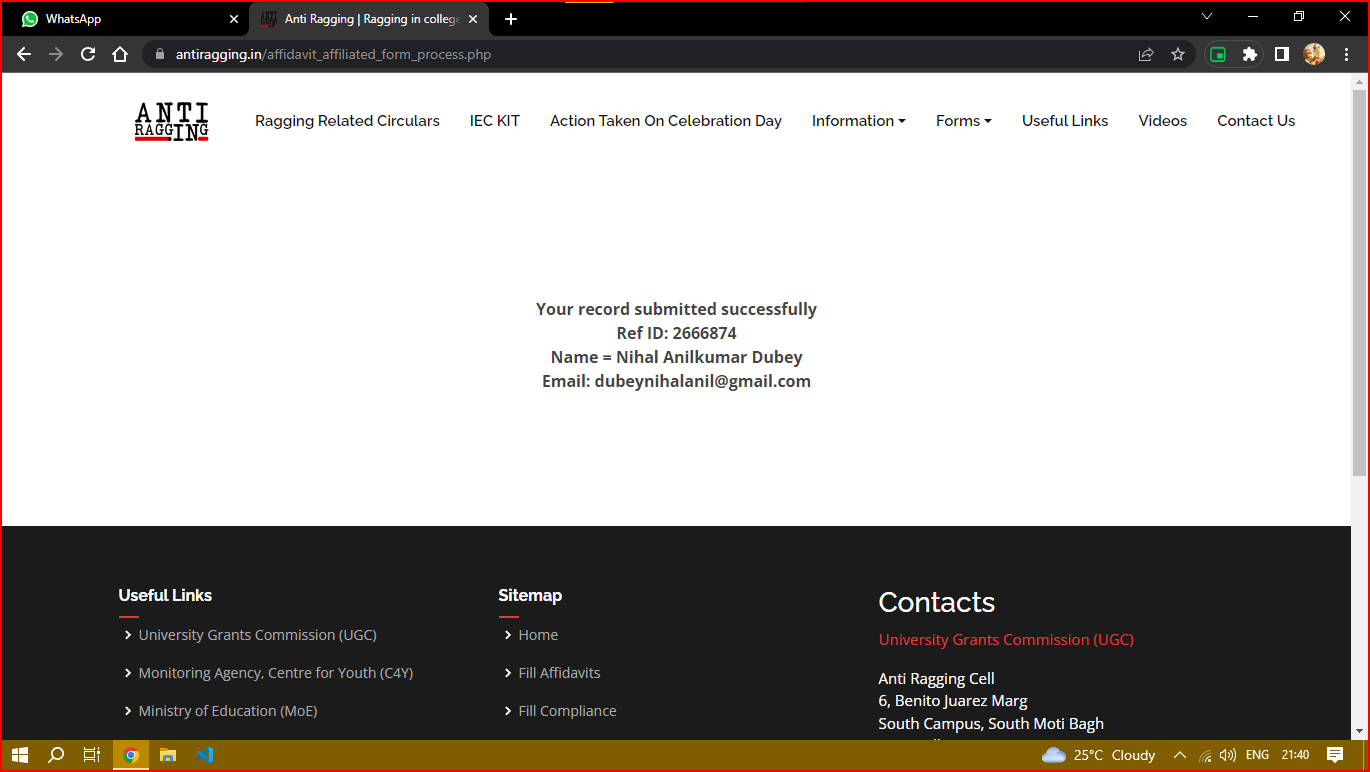 WhatsApp
Anti Ragging | Ragging in college
antiragging.in/affidavit_affiliated_form_process.php
ANTI
RAGGING
Ragging Related Circulars
IEC KIT
Action Taken On Celebration Day
Information
Forms
Useful Links
Videos
Contact Us
Your record submitted successfully
Ref ID: 2666874
Name = Nihal Anilkumar Dubey
Email: dubeynihalanil@gmail.com
Useful Links
University Grants Commission (UGC)
Monitoring Agency, Centre for Youth (C4Y)
Ministry of Education (MoE)
Sitemap
Home
Fill Affidavits
Fill Compliance
Contacts
University Grants Commission (UGC)
Anti Ragging Cell
6, Benito Juarez Marg
South Campus, South Moti Bagh
25°C Cloudy
ENG
21:40